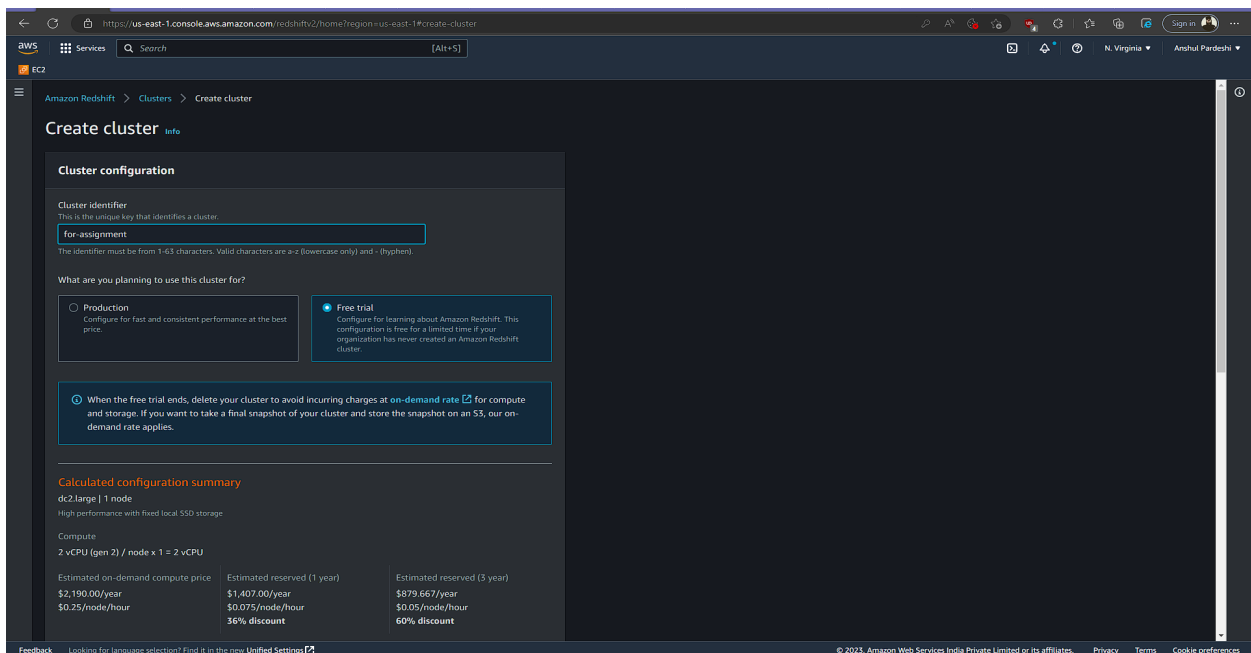 https://us-east-1.console.aws.amazon.com/redshiftv2/home?region=us-east-1#create-cluster
Sign in
aws
Services
Search
[Alt+S]
N. Virginia
Anshul Pardeshi
EC2
Amazon Redshift > Clusters > Create cluster
Create cluster Info
Cluster configuration
Cluster identifier
This is the unique key that identifies a cluster.
for-assignment
The identifier must be from 1-63 characters. Valid characters are a-z (lowercase only) and - (hyphen).
What are you planning to use this cluster for?
Production
Configure for fast and consistent performance at the best
price.
Free trial
Configure for learning about Amazon Redshift. This
configuration is free for a limited time if your
organization has never created an Amazon Redshift
cluster.
When the free trial ends, delete your cluster to avoid incurring charges at on-demand rate for compute
and storage. If you want to take a final snapshot of your cluster and store the snapshot on an S3, our on-
demand rate applies.
Calculated configuration summary
dc2.large | 1 node
High performance with fixed local SSD storage
Compute
2 vCPU (gen 2) / node x 1 = 2 vCPU
Estimated on-demand compute price
$2,190.00/year
$0.25/node/hour
Estimated reserved (1 year)
$1,407.00/year
$0.075/node/hour
36% discount
Estimated reserved (3 year)
$879.667/year
$0.05/node/hour
60% discount
Feedback
Looking for language selection? Find it in the new Unified Settings
© 2023, Amazon Web Services India Private Limited or its affiliates.
Privacy
Terms
Cookie preferences